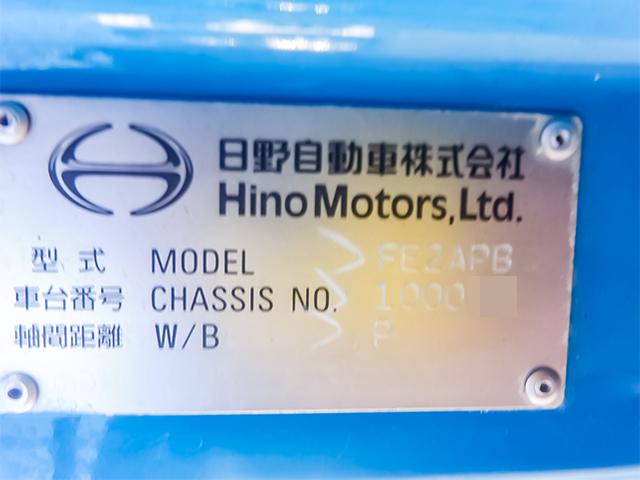 日野自動車株式会社
Hino Motors, Ltd.
型式 MODEL FE2APB
車台番号 CHASSIS NO. 1000
軸間距離 W/B P